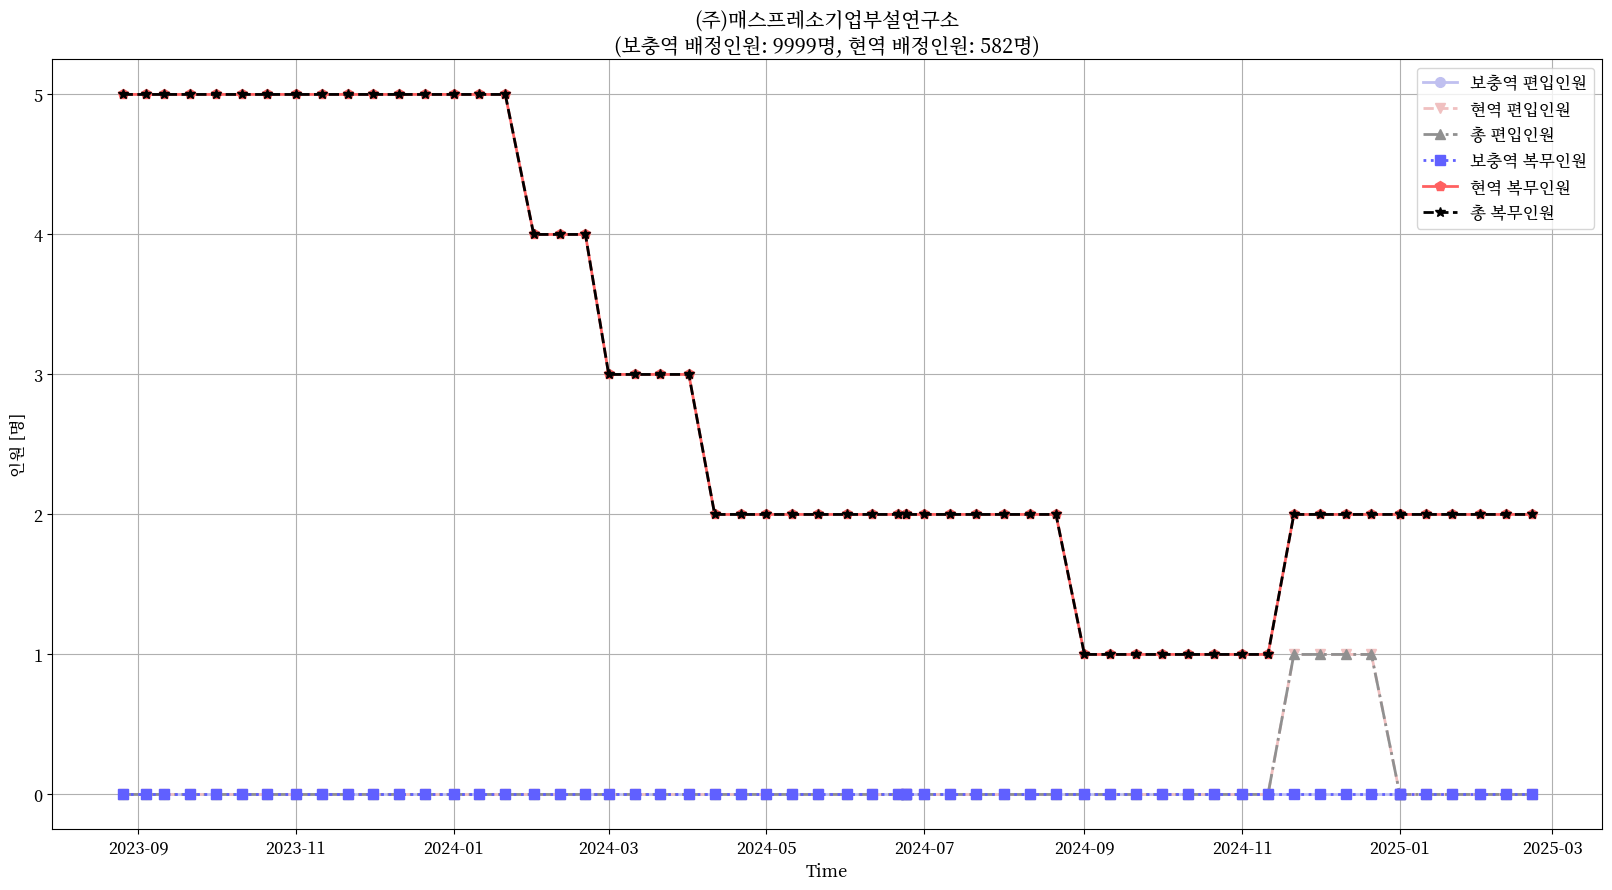 (주)매스프레소기업부설연구소
(보충역 배정인원: 9999명, 현역 배정인원: 582명)
보충역 편입인원
현역 편입인원
총 편입인원
보충역 복무인원
현역 복무인원
총 복무인원
인원 [명]
5
4
3
2
1
0
2023-09
2023-11
2024-01
2024-03
2024-05
2024-07
2024-09
2024-11
2025-01
2025-03
Time